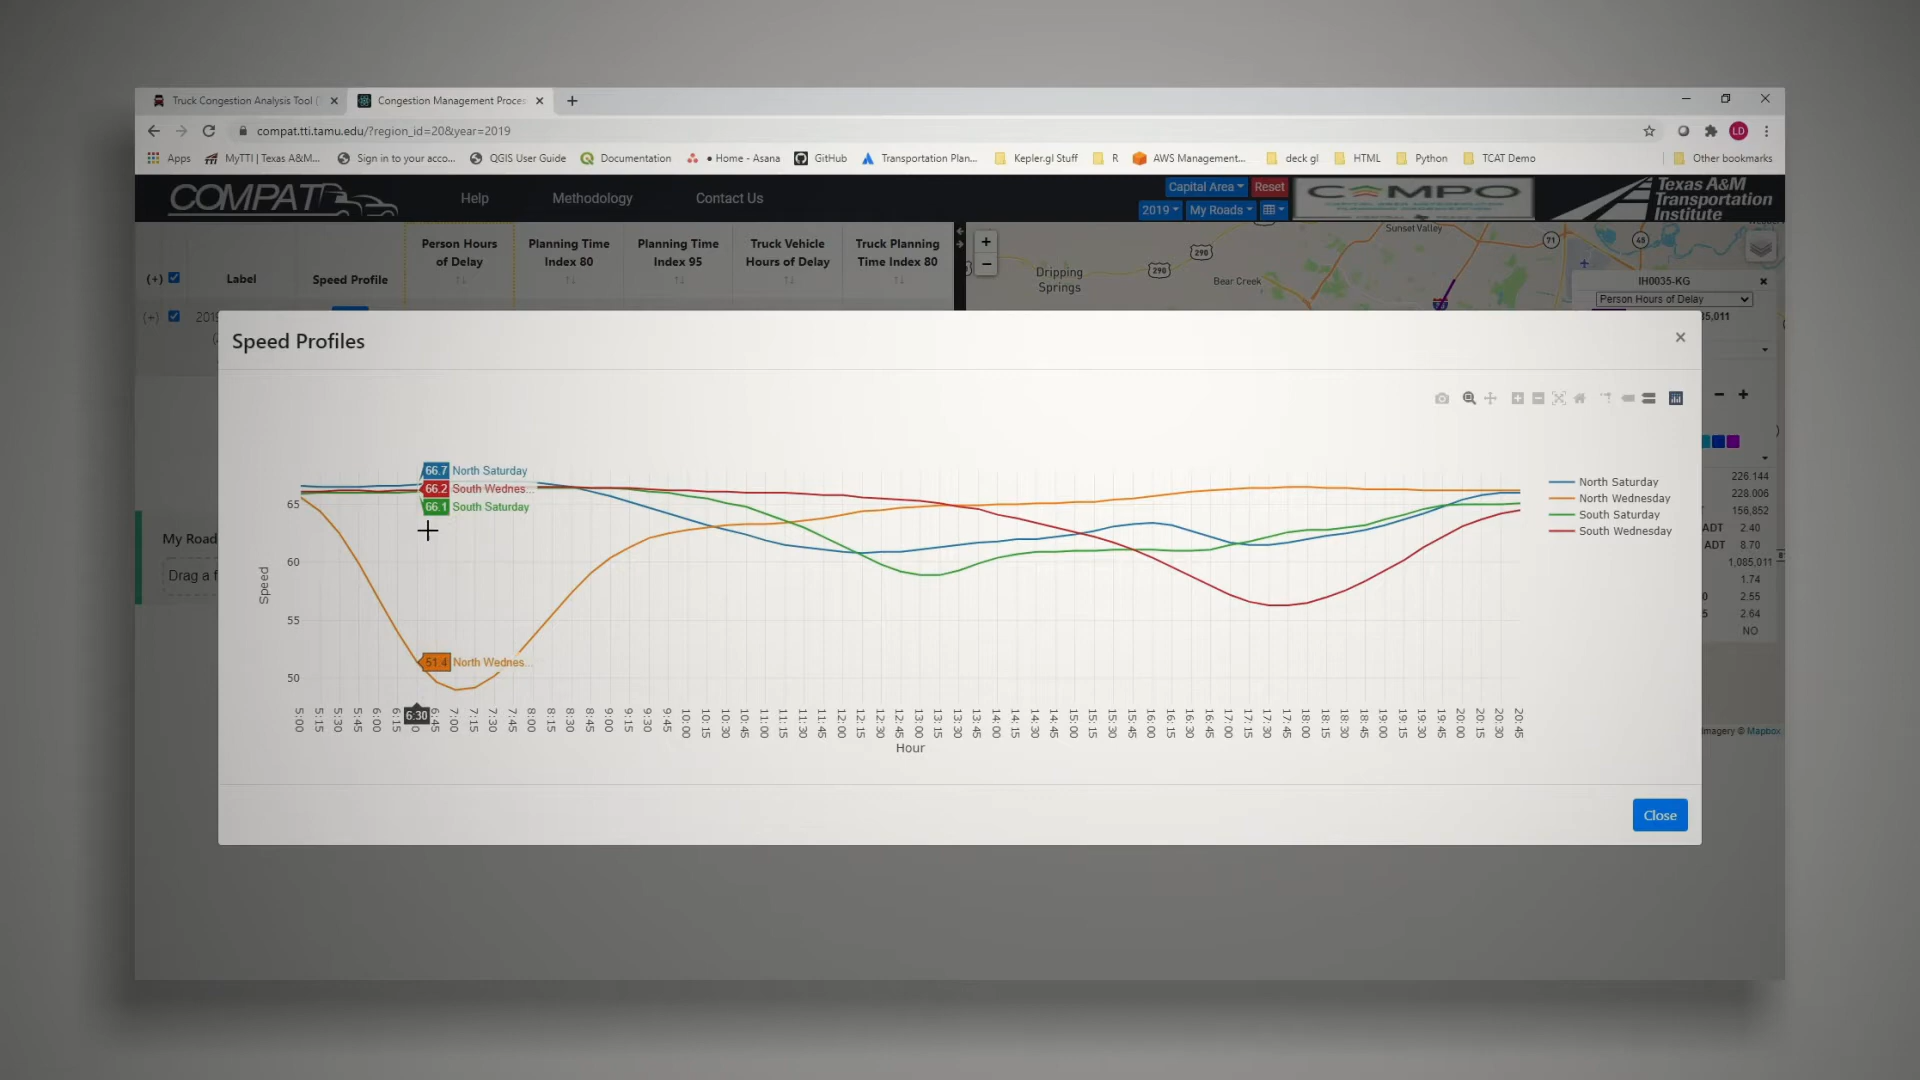 Truck Congestion Analysis Tool (
Congestion Management Proces
compat.tti.tamu.edu/?region_id=20&year=2019
LD
Apps
MyTTI | Texas A&M...
Sign in to your acco...
QGIS User Guide
Documentation
• Home - Asana
GitHub
Transportation Plan...
Kepler.gl Stuff
R
AWS Management...
deck gl
HTML
Python
TCAT Demo
Other bookmarks
COMPAT
Help
Methodology
Contact Us
Capital Area
Reset
2019
My Roads
CAMPO
Texas A&M
Transportation
Institute
(+)
Label
Speed Profile
Person Hours
of Delay
Planning Time
Index 80
Planning Time
Index 95
Truck Vehicle
Hours of Delay
Truck Planning
Time Index 80
(+)
2019
+
−
Sunset Valley
Dripping
Springs
Bear Creek
290
290
290
71
45
IH0035-KG
Person Hours of Delay
5,011
Speed Profiles
×
66.7 North Saturday
66.2 South Wednes...
66.1 South Saturday
51.4 North Wednes...
North Saturday
North Wednesday
South Saturday
South Wednesday
Speed
65
60
55
50
5:00
5:15
5:30
5:45
6:00
6:15
6:30
6:45
7:00
7:15
7:30
7:45
8:00
8:15
8:30
8:45
9:00
9:15
9:30
9:45
10:00
10:15
10:30
10:45
11:00
11:15
11:30
11:45
12:00
12:15
12:30
12:45
13:00
13:15
13:30
13:45
14:00
14:15
14:30
14:45
15:00
15:15
15:30
15:45
16:00
16:15
16:30
16:45
17:00
17:15
17:30
17:45
18:00
18:15
18:30
18:45
19:00
19:15
19:30
19:45
20:00
20:15
20:30
20:45
Hour
My Road
Drag a f
226.144
228.006
156,852
ADT 2.40
ADT 8.70
1,085,011
1.74
0 2.55
5 2.64
NO
Imagery © Mapbox
Close